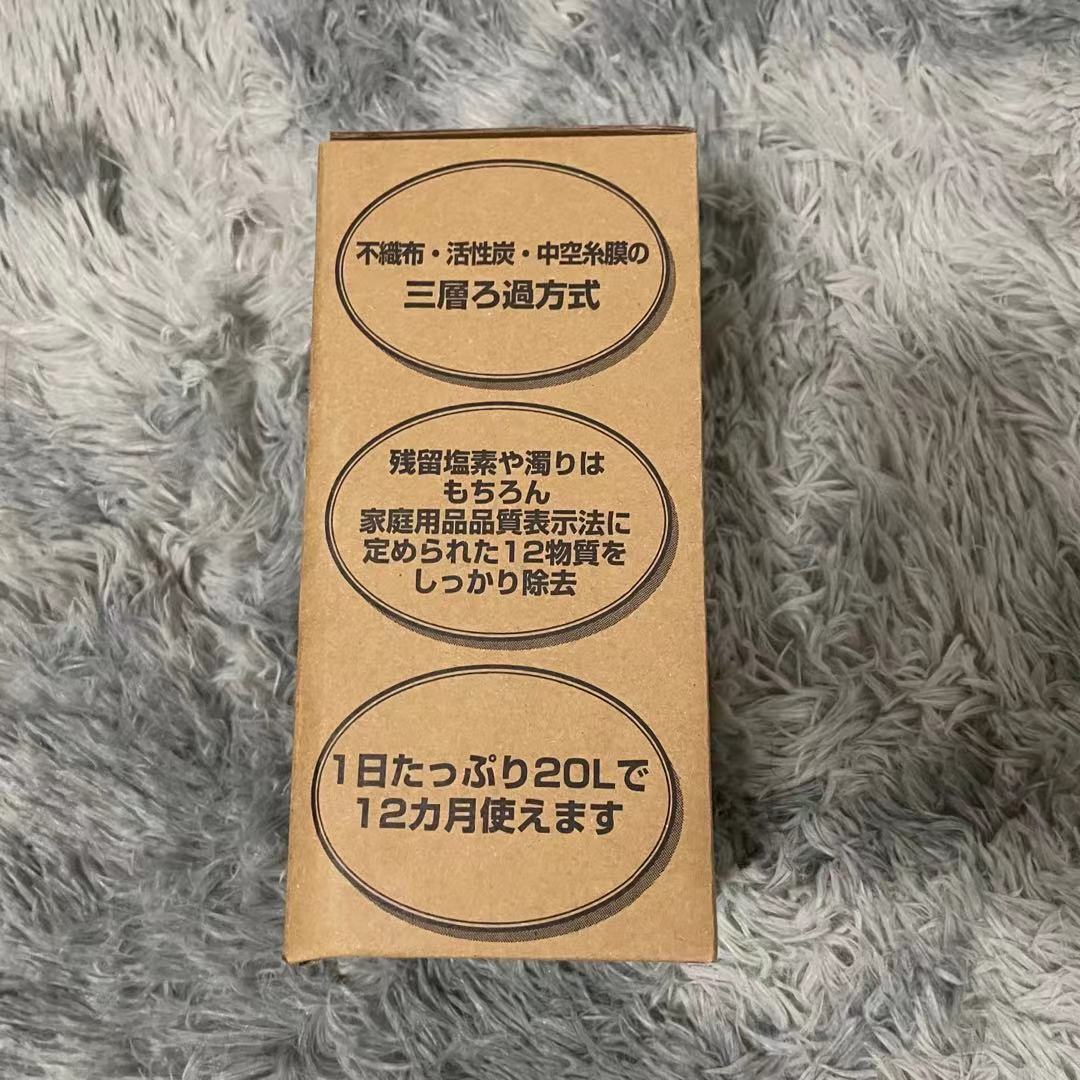 不織布・活性炭・中空糸膜の
三層ろ過方式
残留塩素や濁りは
もちろん
家庭用品品質表示法に
定められた12物質を
しっかり除去
1日たっぷり20Lで
12カ月使えます